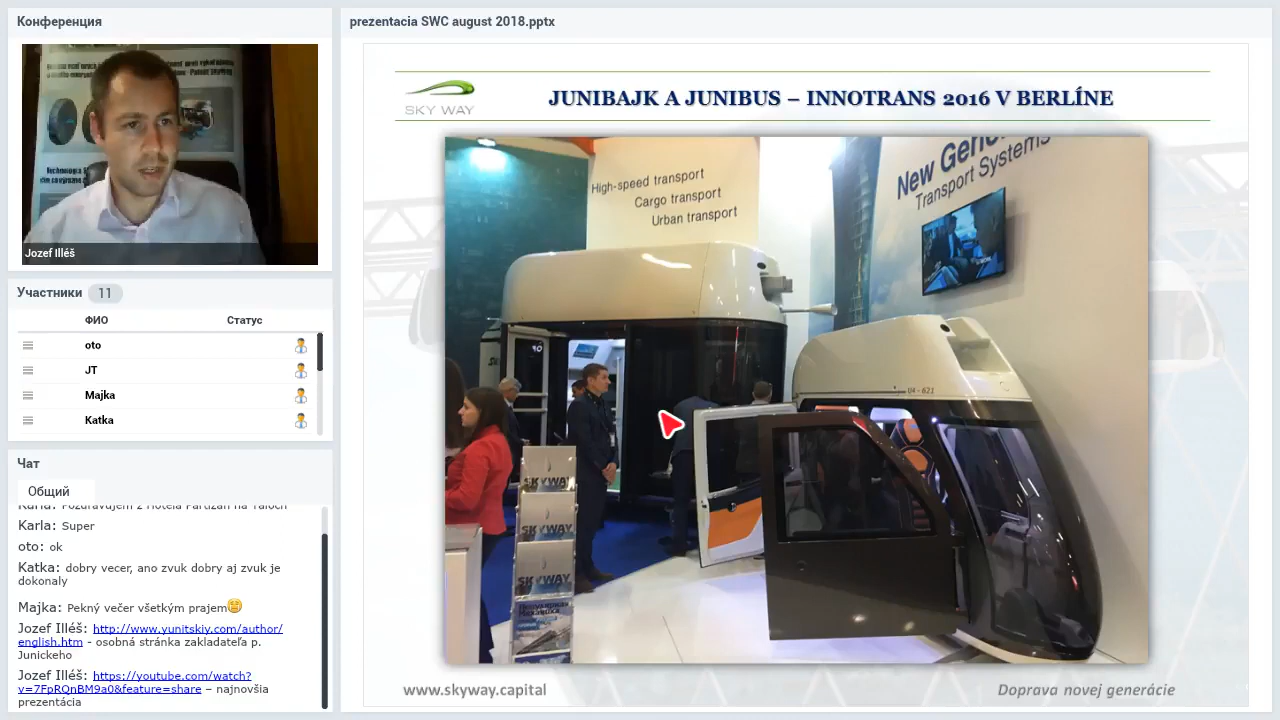 Конференция
Jozef Illéš
Участники 11
ФИО Статус
oto
JT
Majka
Katka
Чат
Общий
Karla: Super
oto: ok
Katka: dobry vecer, ano zvuk dobry aj zvuk je
dokonaly
Majka: Pekný večer všetkým prajem
Jozef Illéš: http://www.yunitskiy.com/author/
english.htm - osobná stránka zakladateľa p.
Junickeho
Jozef Illéš: https://youtube.com/watch?
v=7FpRQnBM9a0&feature=share – najnovšia
prezentácia
prezentacia SWC august 2018.pptx
SKY WAY
JUNIBAJK A JUNIBUS – INNOTRANS 2016 V BERLÍNE
High-speed transport
Cargo transport
Urban transport
New
Transport Systems
U4-621
SKYWAY
SKYWAY
SKYWAY
www.skyway.capital
Doprava novej generácie